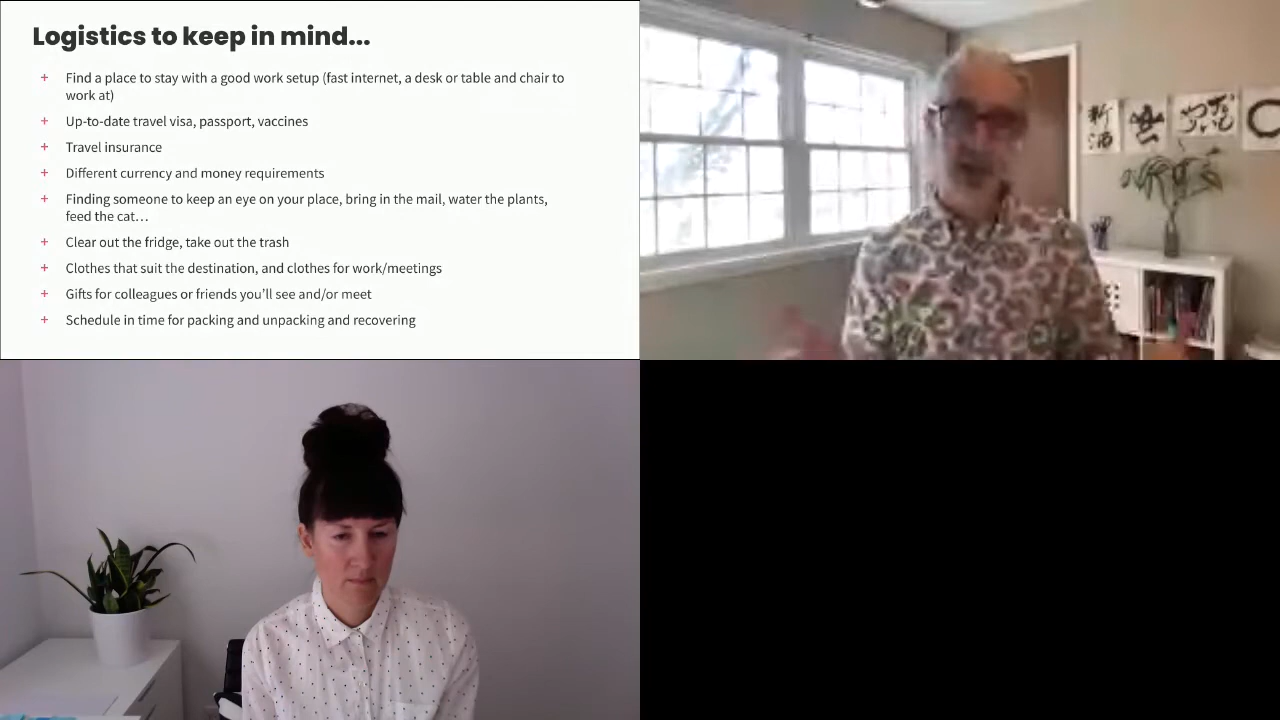 Logistics to keep in mind...
+ Find a place to stay with a good work setup (fast internet, a desk or table and chair to
work at)
+ Up-to-date travel visa, passport, vaccines
+ Travel insurance
+ Different currency and money requirements
+ Finding someone to keep an eye on your place, bring in the mail, water the plants,
feed the cat…
+ Clear out the fridge, take out the trash
+ Clothes that suit the destination, and clothes for work/meetings
+ Gifts for colleagues or friends you’ll see and/or meet
+ Schedule in time for packing and unpacking and recovering
新
酒